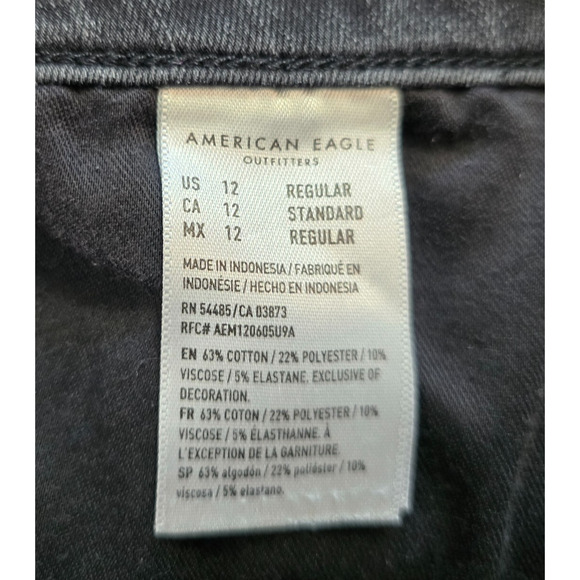 AMERICAN EAGLE
OUTFITTERS
US 12 REGULAR
CA 12 STANDARD
MX 12 REGULAR
MADE IN INDONESIA / FABRIQUÉ EN
INDONÉSIE / HECHO EN INDONESIA
RN 54485/CA 03873
RFC# AEM120605U9A
EN 63% COTTON / 22% POLYESTER / 10%
VISCOSE / 5% ELASTANE. EXCLUSIVE OF
DECORATION.
FR 63% COTON / 22% POLYESTER / 10%
VISCOSE / 5% ÉLASTHANNE. À
L'EXCEPTION DE LA GARNITURE.
SP 63% algodón / 22% poliéster / 10%
viscosa / 5% elastano.